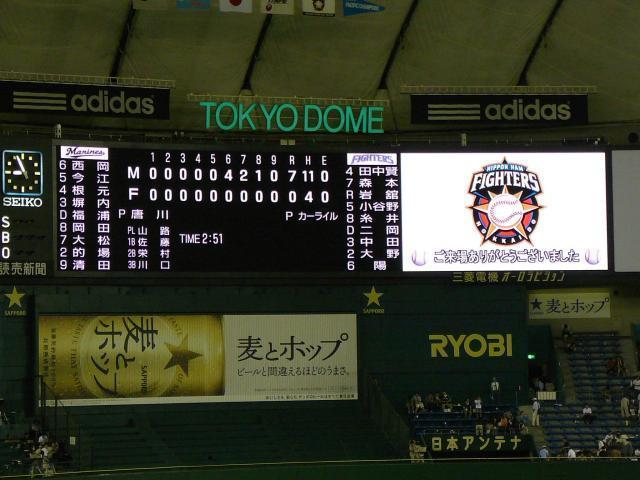 adidas
TOKYO DOME
adidas
SEIKO
S
B
O
読売新聞
Marines
6 西岡
5 今江
4 根元
3 塀内
D 福浦
8 南
7 大松
2 的場
9 清田
1 2 3 4 5 6 7 8 9 R H E
M 0 0 0 0 0 4 2 1 0 7 11 0
F 0 0 0 0 0 0 0 0 0 0 4 0
P 唐川 P カーライル
PL 山路
1B 佐藤
2B 栄村
3B 川口
TIME 2:51
FIGHTERS
4 田中賢
7 森本
R 岩舘
5 小谷野
8 糸井
D 二岡
3 中田
2 大野
6 陽
NIPPON HAM
FIGHTERS
HOKKAIDO
ご来場ありがとうございました
三菱電機 オーロラビジョン
SAPPORO
SAPPORO
麦とホップ
SAPPORO
麦とホップ
ビールと間違えるほどのうまさ。
RYOBI
麦とホップ
日本アンテナ